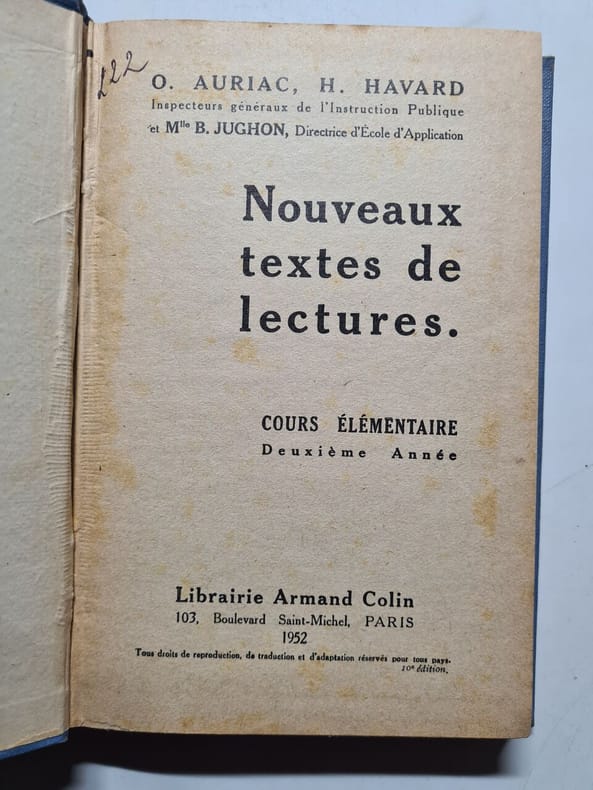 222
O. AURIAC, H. HAVARD
Inspecteurs généraux de l'Instruction Publique
et Mlle B. JUGHON, Directrice d'École d'Application
Nouveaux
textes de
lectures.
COURS ÉLÉMENTAIRE
Deuxième Année
Librairie Armand Colin
103, Boulevard Saint-Michel, PARIS
1952
Tous droits de reproduction, de traduction et d'adaptation réservés pour tous pays.
10e édition.